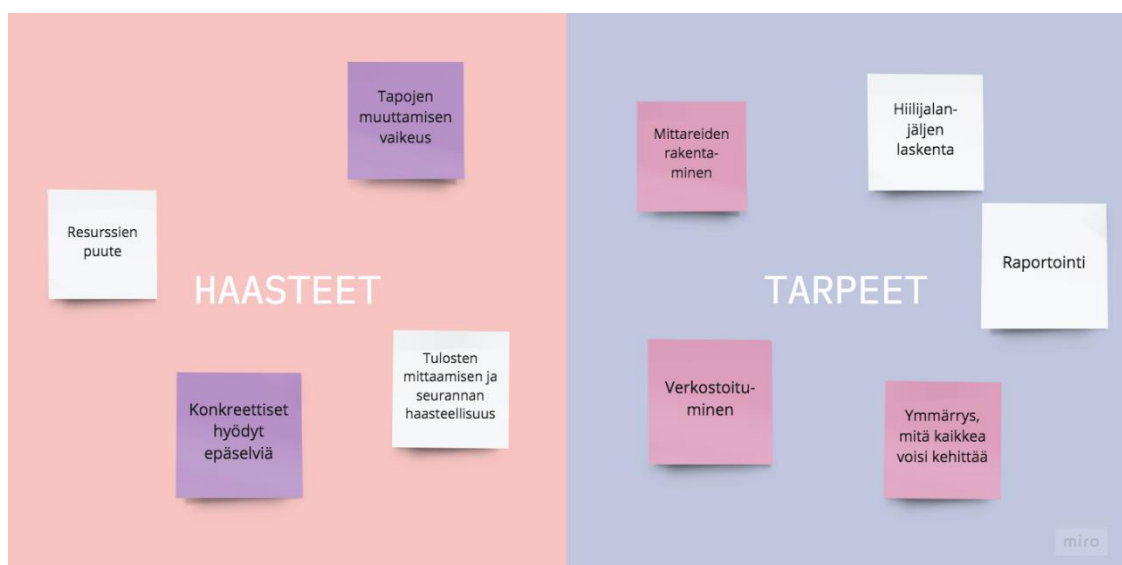 Tapojen
muuttamisen
vaikeus
Resurssien
puute
HAASTEET
Tulosten
mittaamisen ja
seurannan
haasteellisuus
Konkreettiset
hyödyt
epäselviä
Mittareiden
rakenta-
minen
Hiilijalan-
jäljen
laskenta
Raportointi
TARPEET
Verkostoitu-
minen
Ymmärrys,
mitä kaikkea
voisi kehittää
miro